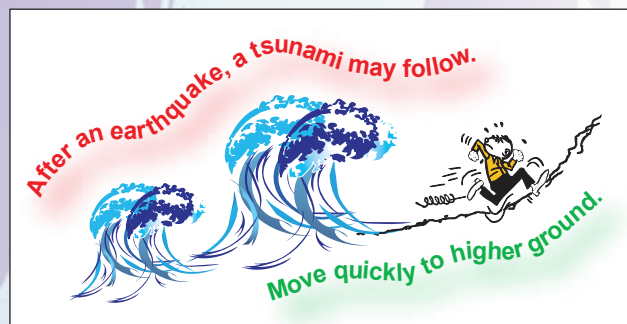 After an earthquake, a tsunami may follow.
Move quickly to higher ground.